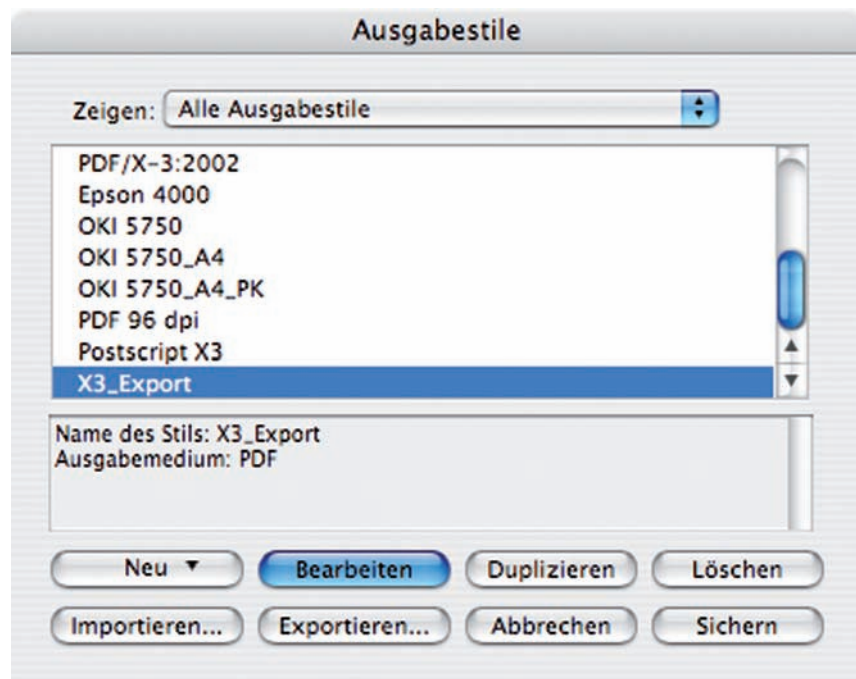 Ausgabestile
Zeigen: Alle Ausgabestile
PDF/X-3:2002
Epson 4000
OKI 5750
OKI 5750_A4
OKI 5750_A4_PK
PDF 96 dpi
Postscript X3
X3_Export
Name des Stils: X3_Export
Ausgabemedium: PDF
Neu Bearbeiten Duplizieren Löschen
Importieren... Exportieren... Abbrechen Sichern